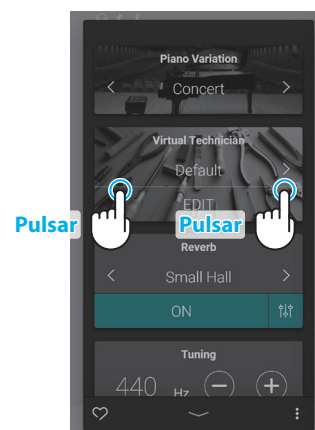 Piano Variation
Concert
Virtual Technician
Default
EDIT
Pulsar
Pulsar
Reverb
Small Hall
ON
Tuning
440 Hz